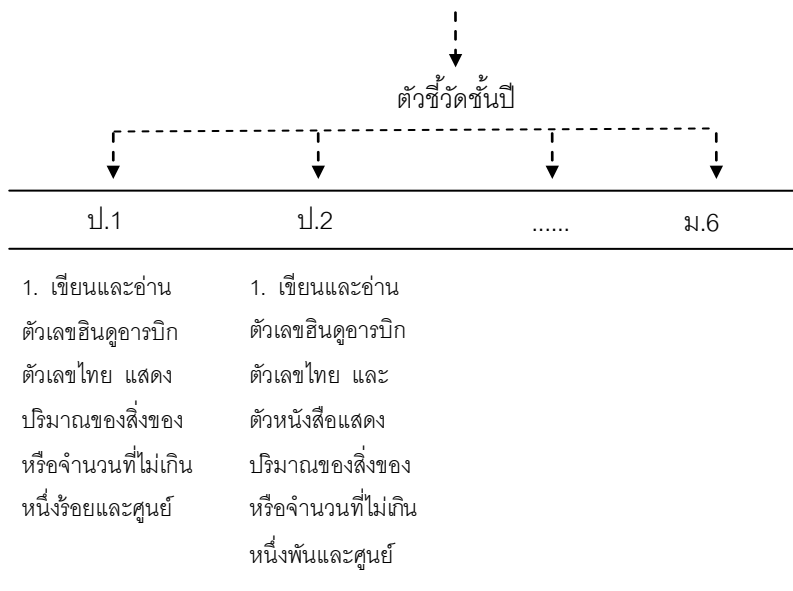 ตัวชี้วัดชั้นปี
ป.1 ป.2 ...... ม.6
1. เขียนและอ่าน
ตัวเลขฮินดูอารบิก
ตัวเลขไทย แสดง
ปริมาณของสิ่งของ
หรือจำนวนที่ไม่เกิน
หนึ่งร้อยและศูนย์
1. เขียนและอ่าน
ตัวเลขฮินดูอารบิก
ตัวเลขไทย และ
ตัวหนังสือแสดง
ปริมาณของสิ่งของ
หรือจำนวนที่ไม่เกิน
หนึ่งพันและศูนย์